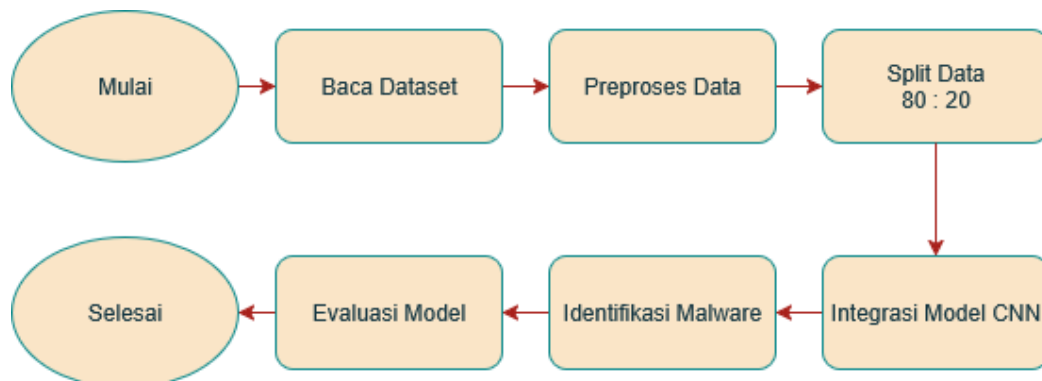 Mulai
Baca Dataset
Preproses Data
Split Data
80 : 20
Integrasi Model CNN
Identifikasi Malware
Evaluasi Model
Selesai